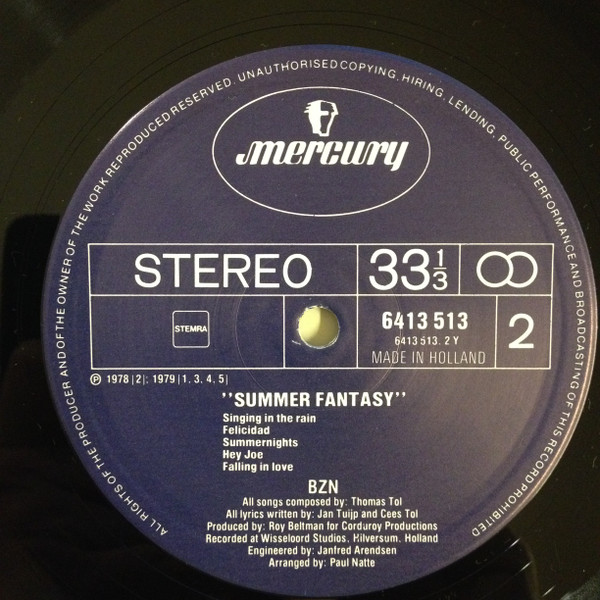 ALL RIGHTS OF THE PRODUCER AND OF THE OWNER OF THE WORK REPRODUCED RESERVED. UNAUTHORISED COPYING, HIRING, LENDING, PUBLIC PERFORMANCE AND BROADCASTING OF THIS RECORD PROHIBITED
mercury
STEREO 33 1/3
STEMRA
6413 513
6413 513. 2 Y
MADE IN HOLLAND
2
Ⓟ 1978 |2|: 1979 |1. 3. 4. 5|
''SUMMER FANTASY''
Singing in the rain
Felicidad
Summernights
Hey Joe
Falling in love
BZN
All songs composed by: Thomas Tol
All lyrics written by: Jan Tuijp and Cees Tol
Produced by: Roy Beltman for Corduroy Productions
Recorded at Wisseloord Studios. Hilversum. Holland
Engineered by: Janfred Arendsen
Arranged by: Paul Natte